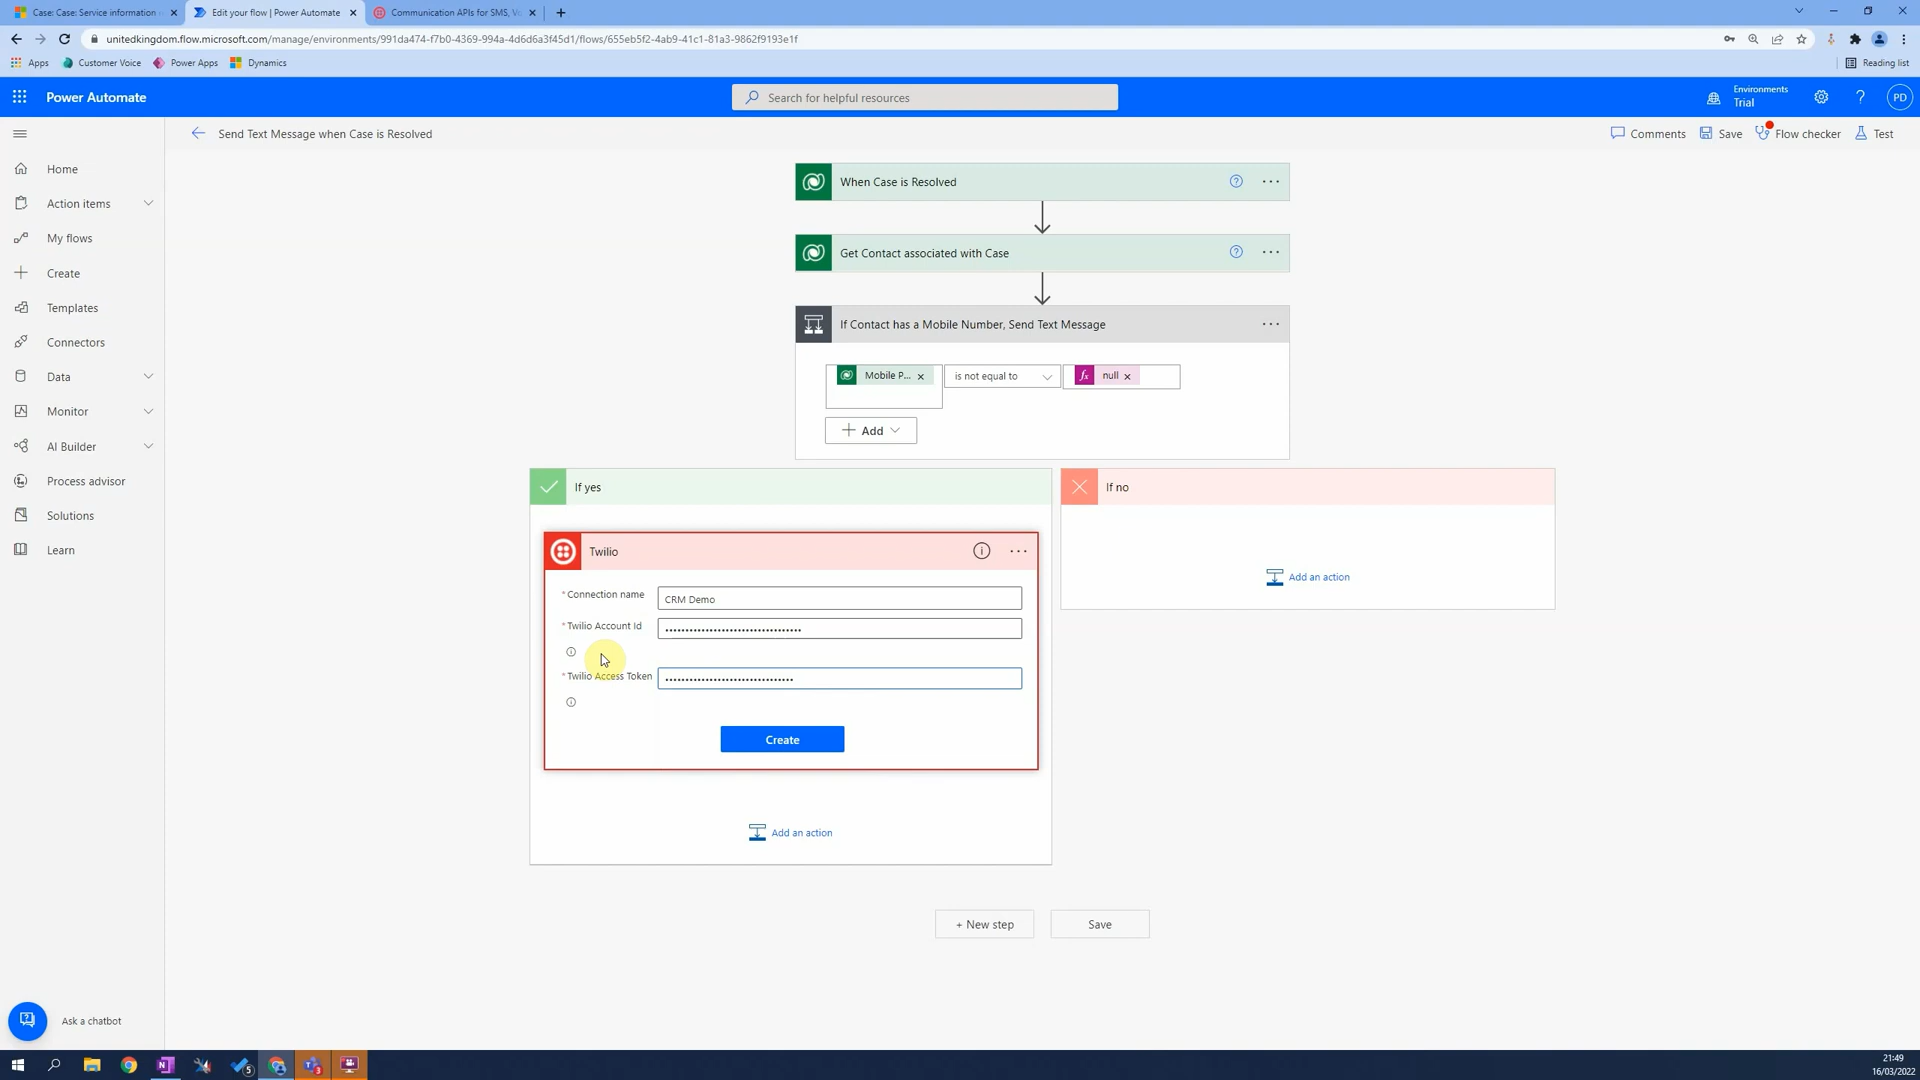 Case: Case: Service information
Edit your flow | Power Automate
Communication APIs for SMS, V
unitedkingdom.flow.microsoft.com/manage/environments/991da474-f7b0-4369-994a-4d6d6a3f45d1/flows/655eb5f2-4ab9-41c1-81a3-9862f9193e1f
Apps
Customer Voice
Power Apps
Dynamics
Reading list
Power Automate
Search for helpful resources
Environments
Trial
?
PD
Send Text Message when Case is Resolved
Comments
Save
Flow checker
Test
Home
Action items
My flows
Create
Templates
Connectors
Data
Monitor
AI Builder
Process advisor
Solutions
Learn
When Case is Resolved
?
Get Contact associated with Case
?
If Contact has a Mobile Number, Send Text Message
Mobile P...
is not equal to
fx null
+ Add
If yes
If no
Add an action
Twilio
* Connection name
CRM Demo
* Twilio Account Id
* Twilio Access Token
Create
Add an action
+ New step
Save
Ask a chatbot
N
5
3
21:49
16/03/2022